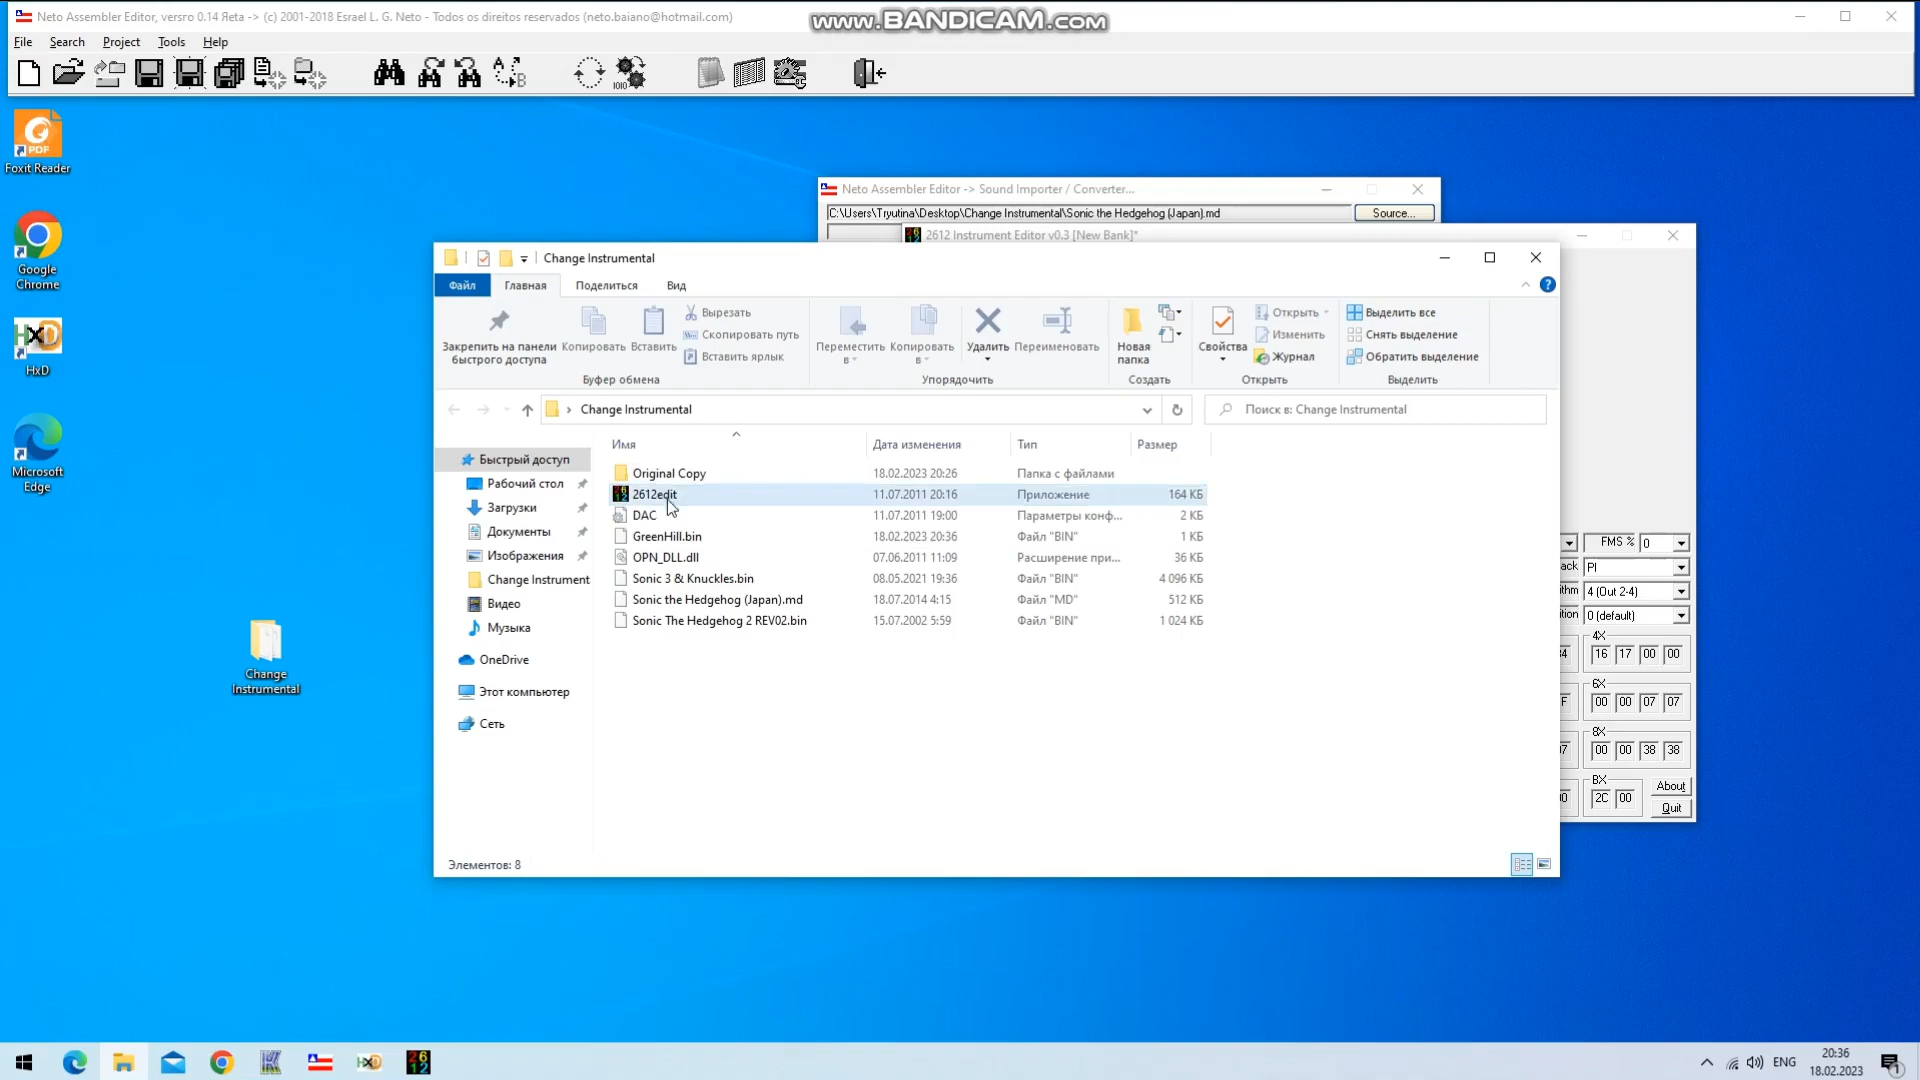 Neto Assembler Editor, versro 0.14 Яeta -> (c) 2001-2018 Esrael L. G. Neto - Todos os direitos reservados (neto.baiano@hotmail.com)
www.BANDICAM.com
File Search Project Tools Help
Foxit Reader
Google Chrome
HxD
Microsoft Edge
Change Instrumental
Neto Assembler Editor -> Sound Importer / Converter...
C:\Users\Tryutina\Desktop\Change Instrumental\Sonic the Hedgehog (Japan).md
Source...
2612 Instrument Editor v0.3 [New Bank]*
Change Instrumental
Файл Главная Поделиться Вид
Закрепить на панели быстрого доступа
Копировать
Вставить
Вырезать
Скопировать путь
Вставить ярлык
Буфер обмена
Переместить в
Копировать в
Удалить
Переименовать
Упорядочить
Новая папка
Создать
Свойства
Открыть
Изменить
Журнал
Открыть
Выделить все
Снять выделение
Обратить выделение
Выделить
Change Instrumental
Поиск в: Change Instrumental
Имя Дата изменения Тип Размер
Original Copy 18.02.2023 20:26 Папка с файлами
2612edit 11.07.2011 20:16 Приложение 164 КБ
DAC 11.07.2011 19:00 Параметры конф... 2 КБ
GreenHill.bin 18.02.2023 20:36 Файл "BIN" 1 КБ
OPN_DLL.dll 07.06.2011 11:09 Расширение при... 36 КБ
Sonic 3 & Knuckles.bin 08.05.2021 19:36 Файл "BIN" 4 096 КБ
Sonic the Hedgehog (Japan).md 18.07.2014 4:15 Файл "MD" 512 КБ
Sonic The Hedgehog 2 REV02.bin 15.07.2002 5:59 Файл "BIN" 1 024 КБ
Быстрый доступ
Рабочий стол
Загрузки
Документы
Изображения
Change Instrument
Видео
Музыка
OneDrive
Этот компьютер
Сеть
Элементов: 8
FMS % 0
ack PI
4 (Out 2-4)
0 (default)
4X
16 17 00 00
6X
00 00 07 07
8X
00 00 38 38
BX
2C 00
About
Quit
ENG
20:36
18.02.2023